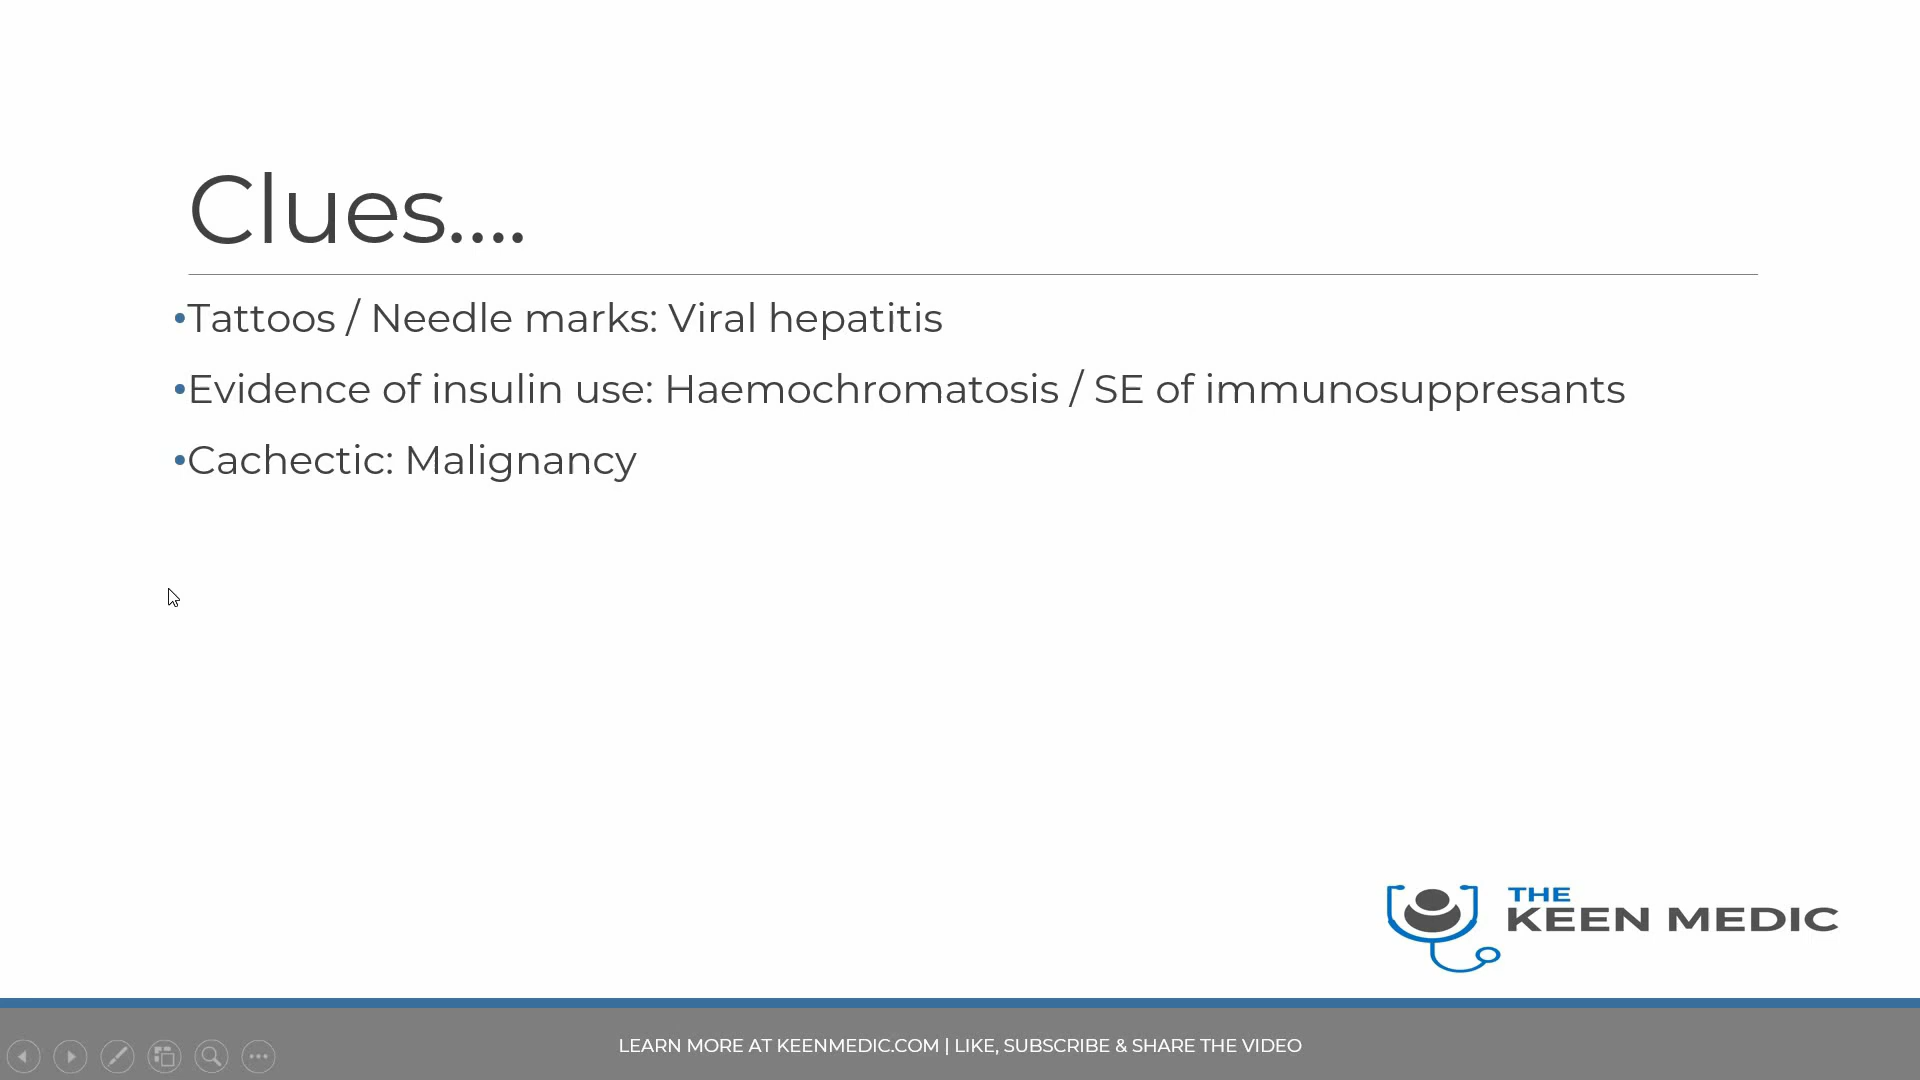 Clues....
•Tattoos / Needle marks: Viral hepatitis
•Evidence of insulin use: Haemochromatosis / SE of immunosuppresants
•Cachectic: Malignancy
THE
KEEN MEDIC
LEARN MORE AT KEENMEDIC.COM | LIKE, SUBSCRIBE & SHARE THE VIDEO